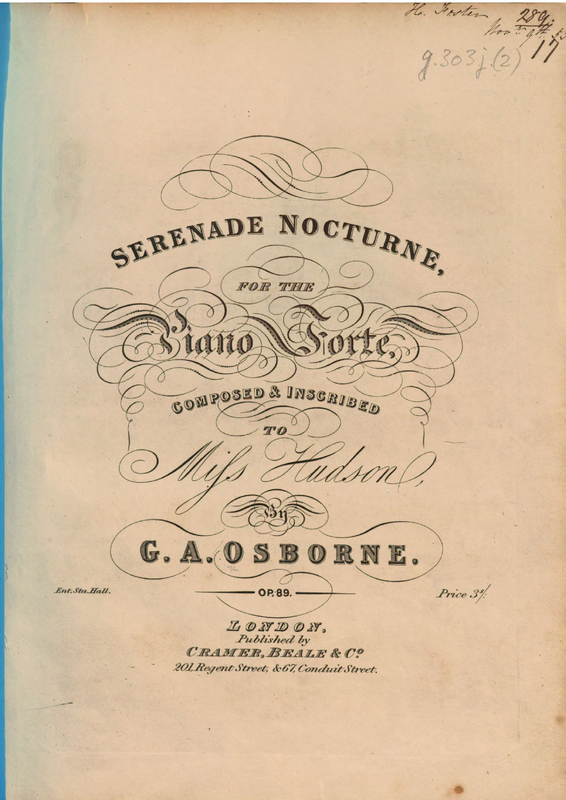 H. Foster
289.
Nov. 9th 53
17
g.303.j.(2)
SERENADE NOCTURNE,
FOR THE
Piano Forte,
COMPOSED & INSCRIBED
TO
Miſs Hudson,
By
G. A. OSBORNE.
Ent. Sta. Hall.
OP. 89.
Price 3s/.
LONDON,
Published by
CRAMER, BEALE & Co.
201, Regent Street, & 67, Conduit Street.